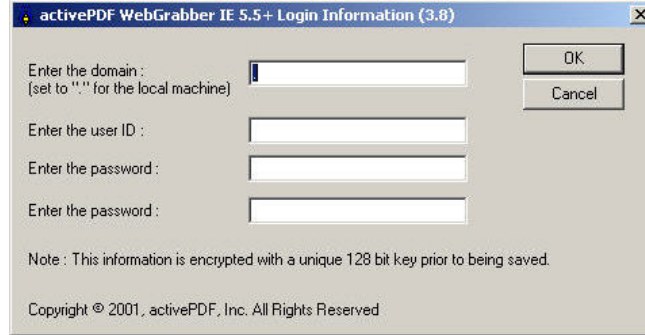 activePDF WebGrabber IE 5.5+ Login Information (3.8)
Enter the domain :
.
(set to "." for the local machine)
OK
Cancel
Enter the user ID :
Enter the password :
Enter the password :
Note : This information is encrypted with a unique 128 bit key prior to being saved.
Copyright © 2001, activePDF, Inc. All Rights Reserved